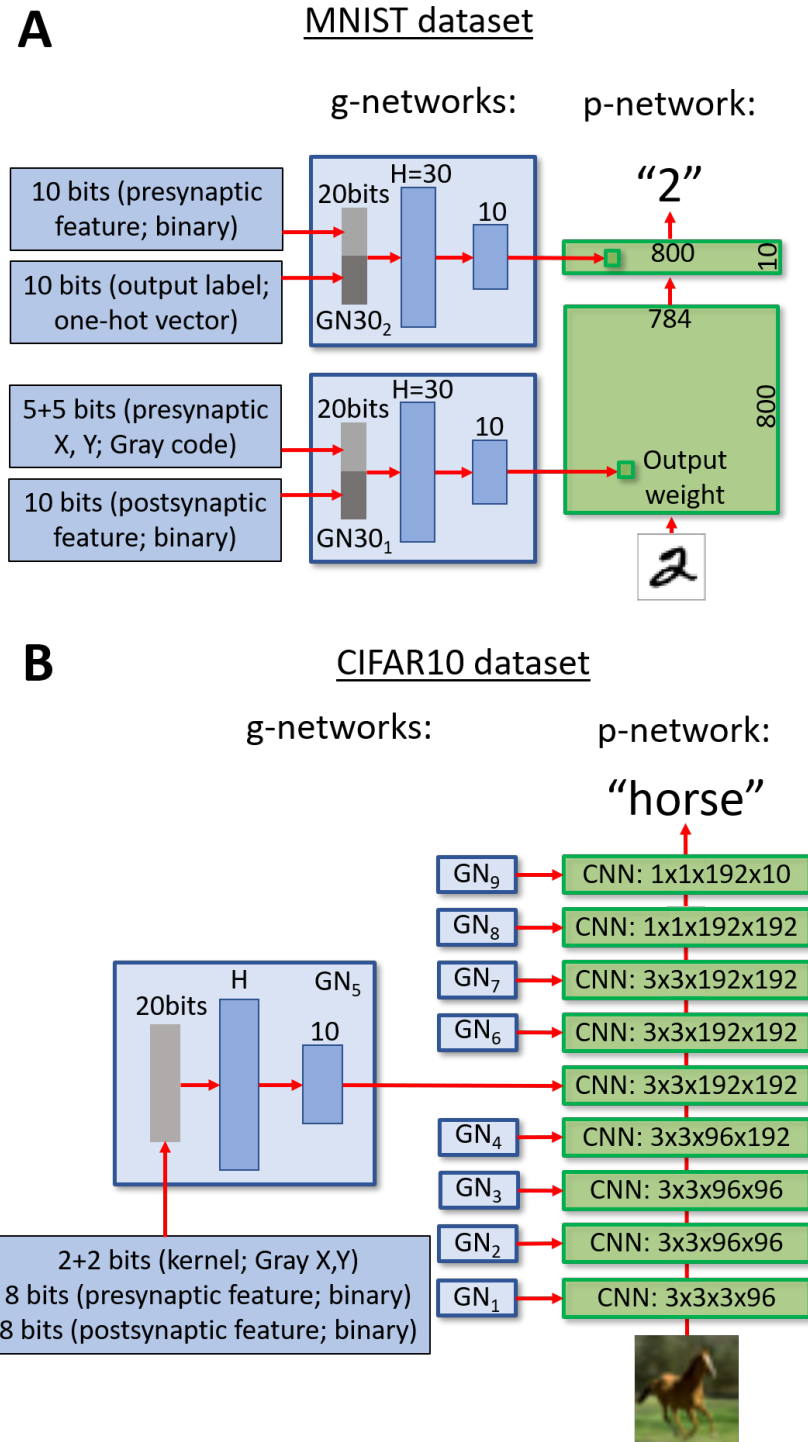 A
MNIST dataset
g-networks:
p-network:
10 bits (presynaptic
feature; binary)
10 bits (output label;
one-hot vector)
20bits
H=30
10
GN30₂
"2"
800
10
5+5 bits (presynaptic
X, Y; Gray code)
10 bits (postsynaptic
feature; binary)
20bits
H=30
10
GN30₁
784
800
Output
weight
2
B
CIFAR10 dataset
g-networks:
p-network:
“horse”
GN₉
CNN: 1x1x192x10
GN₈
CNN: 1x1x192x192
GN₇
CNN: 3x3x192x192
GN₆
CNN: 3x3x192x192
H
GN₅
20bits
10
CNN: 3x3x192x192
GN₄
CNN: 3x3x96x192
GN₃
CNN: 3x3x96x96
GN₂
CNN: 3x3x96x96
GN₁
CNN: 3x3x3x96
2+2 bits (kernel; Gray X,Y)
8 bits (presynaptic feature; binary)
8 bits (postsynaptic feature; binary)